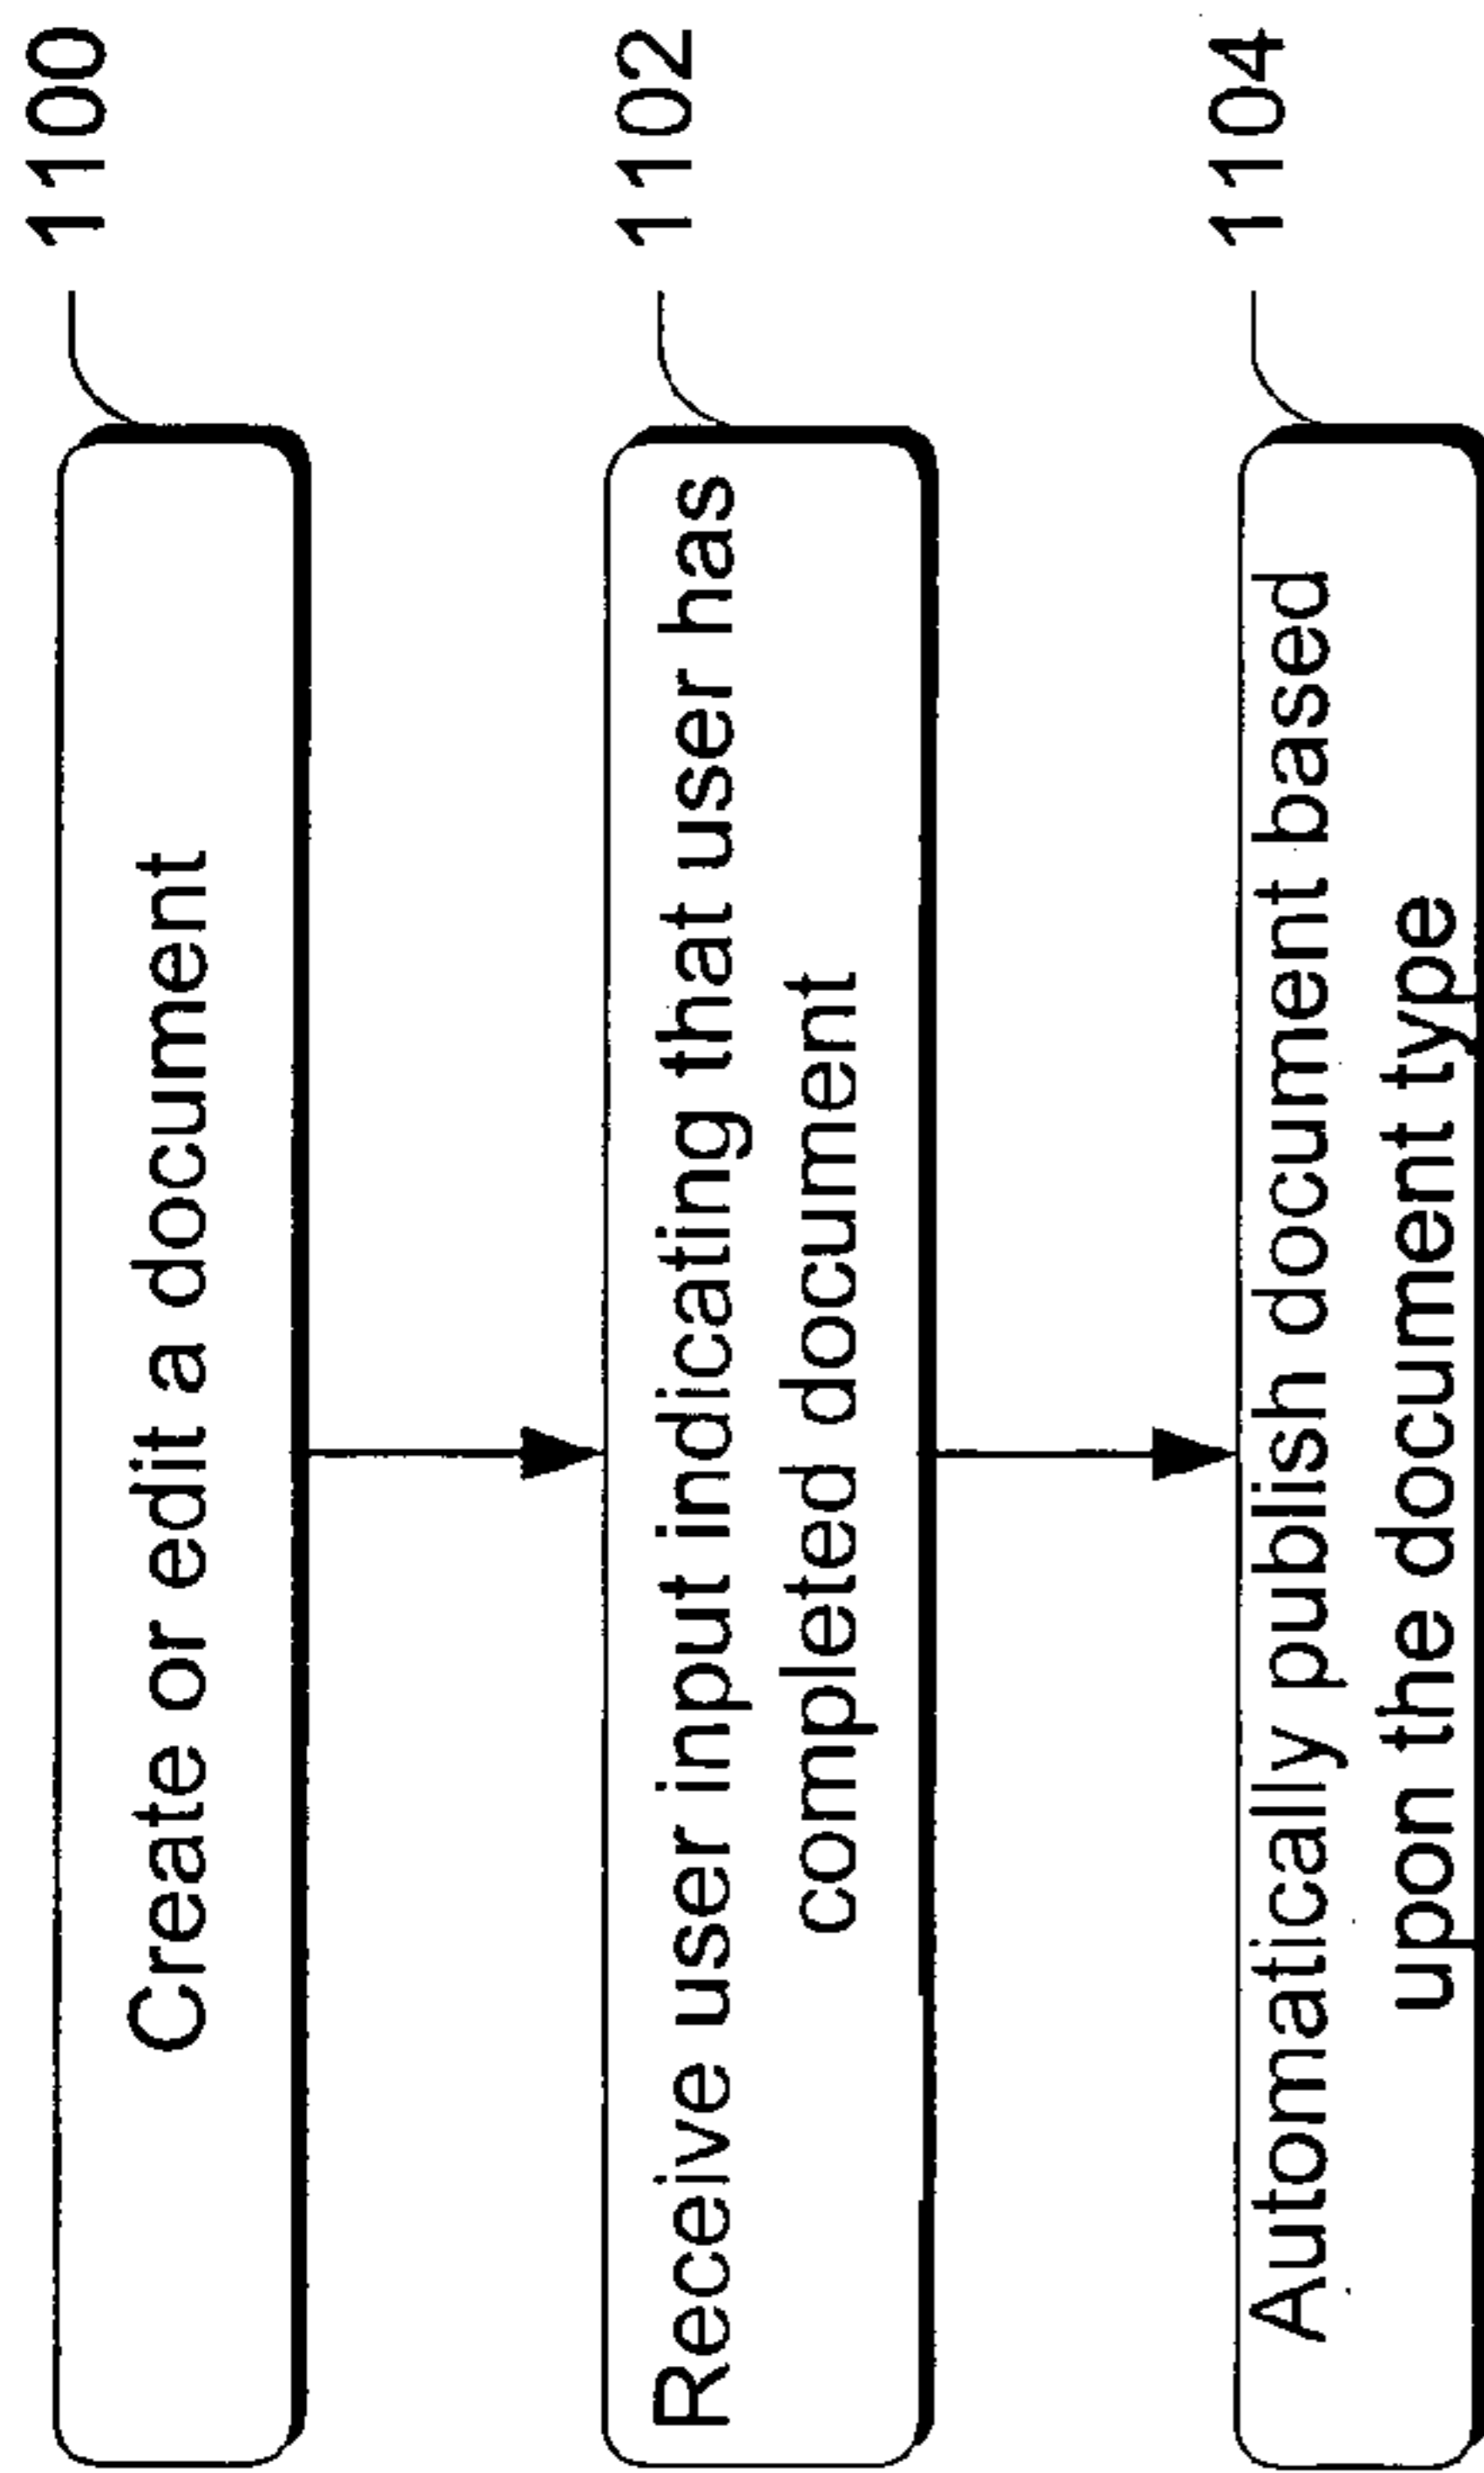 Create or edit a document
1100
Receive user input indicating that user has
completed document
1102
Automatically publish document based
upon the document type
1104